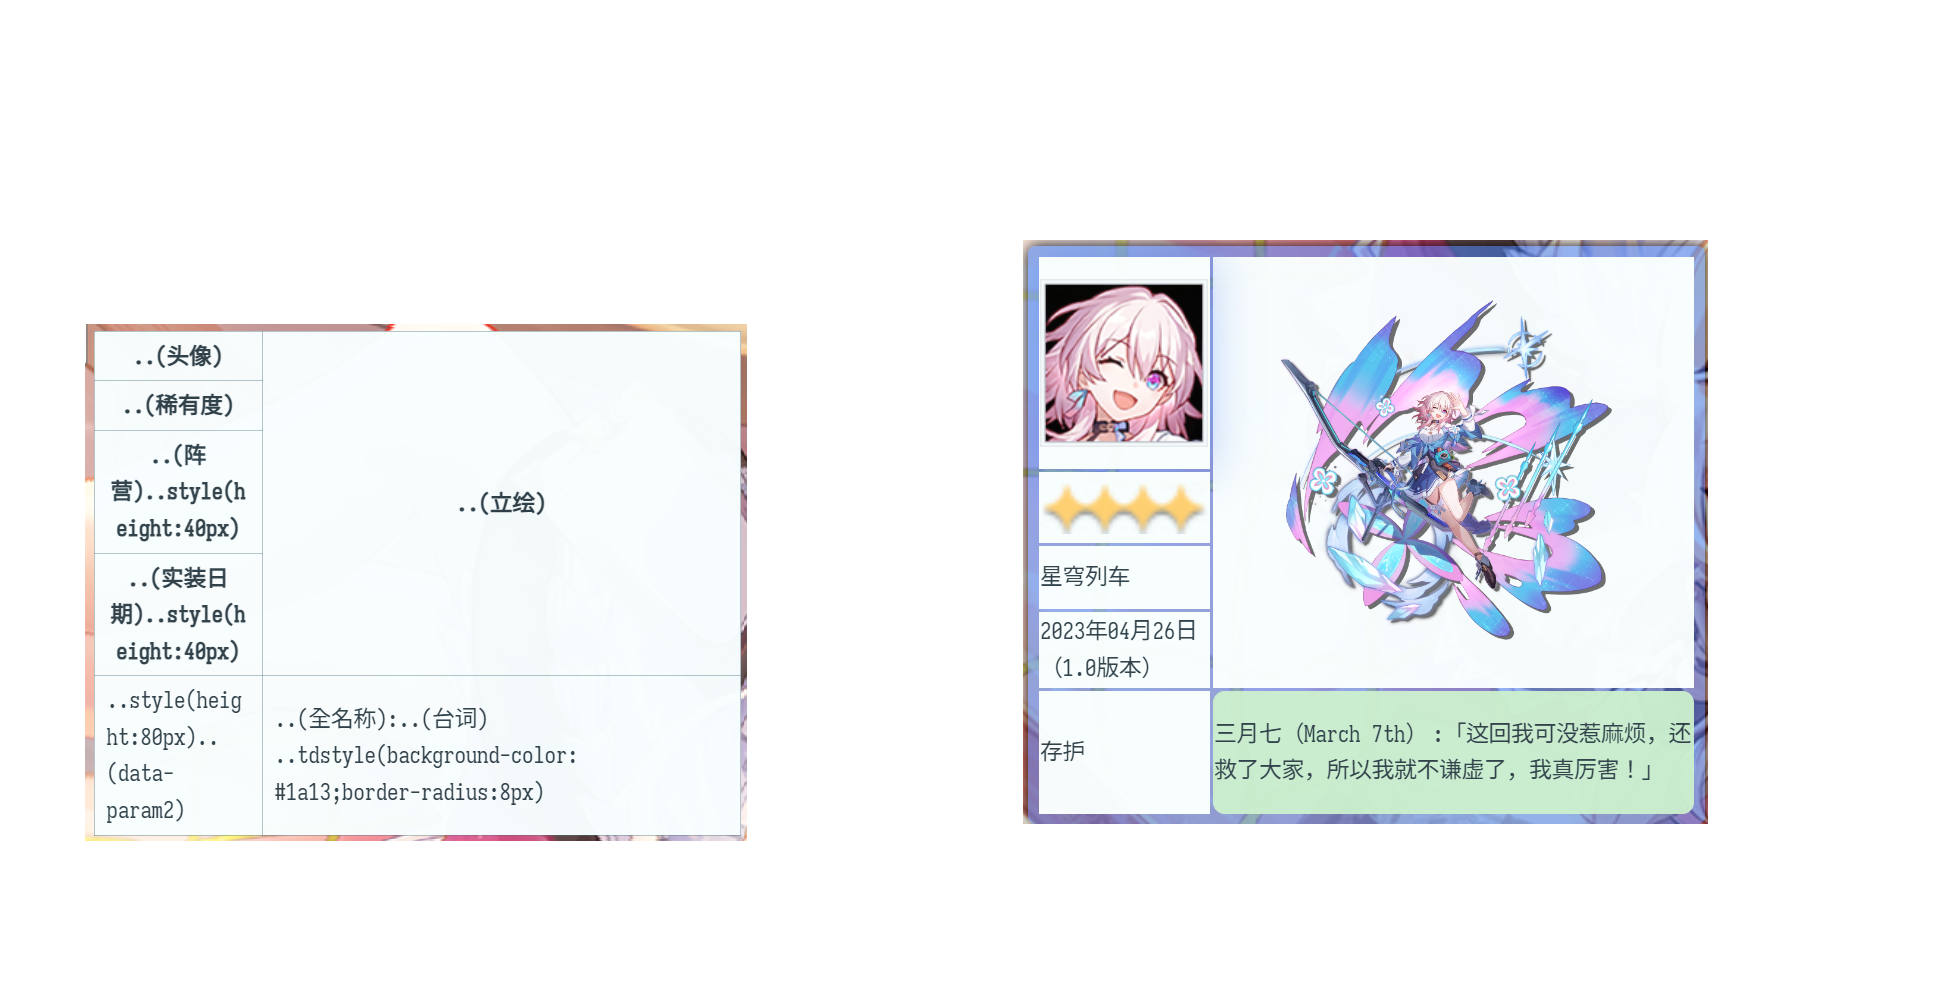 ..(头像)
..(稀有度)
..(阵
营)..style(h
eight:40px)
..(实装日
期)..style(h
eight:40px)
..(立绘)
..style(heig
ht:80px)..
(data-
param2)
..(全名称):..(台词)
..tdstyle(background-color:
#1a13;border-radius:8px)
星穹列车
2023年04月26日
（1.0版本）
存护
三月七（March 7th）:「这回我可没惹麻烦，还
救了大家，所以我就不谦虚了，我真厉害！」